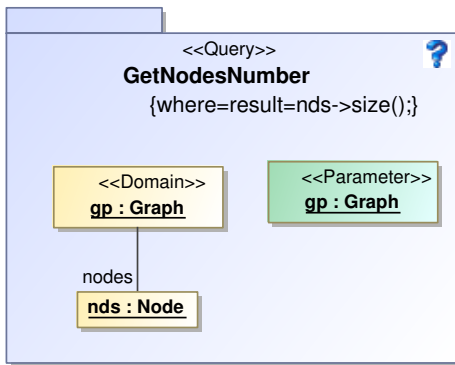 <<Query>>
GetNodesNumber
{where=result=nds->size();}
<<Domain>>
gp : Graph
<<Parameter>>
gp : Graph
nodes
nds : Node